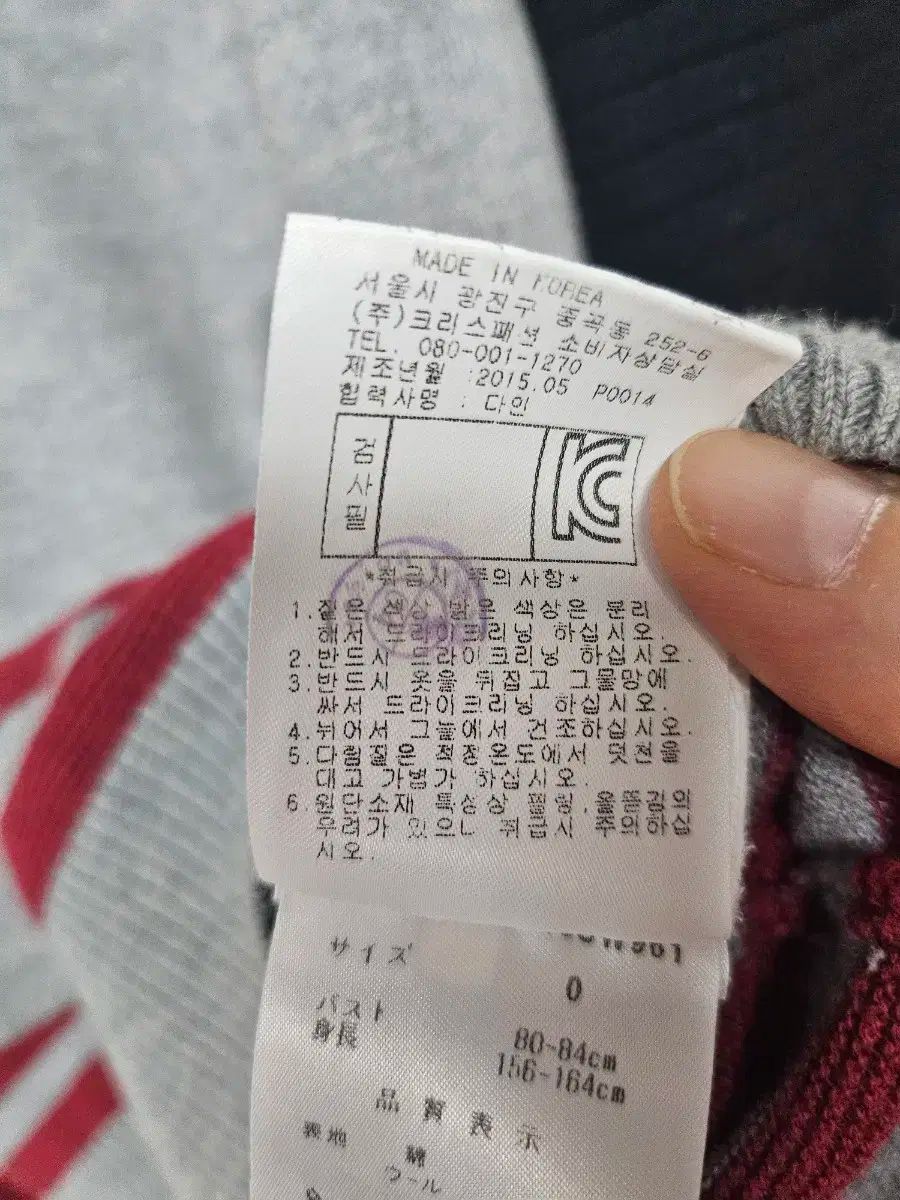 MADE IN KOREA
서울시 광진구 중곡동 252-6
(주)크리스패션 소비자상담실
TEL. 080-001-1270
제조년월 :2015.05 P0014
협력사명 : 다인
검사필
KC
*취급시 주의사항*
1.짙은 색상 밝은 색상은 분리
해서 드라이크리닝 하십시오.
2.반드시 드라이크리닝 하십시오.
3.반드시 옷을 뒤집고 그물망에
싸서 드라이크리닝 하십시오.
4.뉘어서 그늘에서 건조하십시오.
5.다림질은 적정온도에서 덧천을
대고 가볍가 하십시오.
6.원단소재 특성상 필링,올뜯김의
우려가 있으니 취급시 주의하십
시오.
サイズ 0
バスト 80-84cm
身長 156-164cm
品質表示
表地 綿
ウール